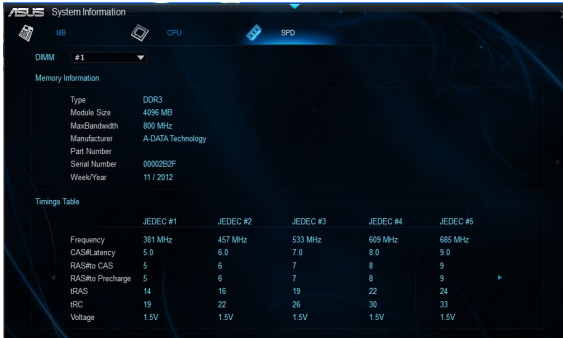 ASUS System Information
MB CPU SPD
DIMM #1
Memory Information
Type DDR3
Module Size 4096 MB
MaxBandwidth 800 MHz
Manufacturer A-DATA Technology
Part Number
Serial Number 00002B2F
Week/Year 11 / 2012
Timings Table
JEDEC #1 JEDEC #2 JEDEC #3 JEDEC #4 JEDEC #5
Frequency 381 MHz 457 MHz 533 MHz 609 MHz 685 MHz
CAS#Latency 5.0 6.0 7.0 8.0 9.0
RAS#to CAS 5 6 7 8 9
RAS#to Precharge 5 6 7 8 9
tRAS 14 16 19 22 24
tRC 19 22 26 30 33
Voltage 1.5V 1.5V 1.5V 1.5V 1.5V